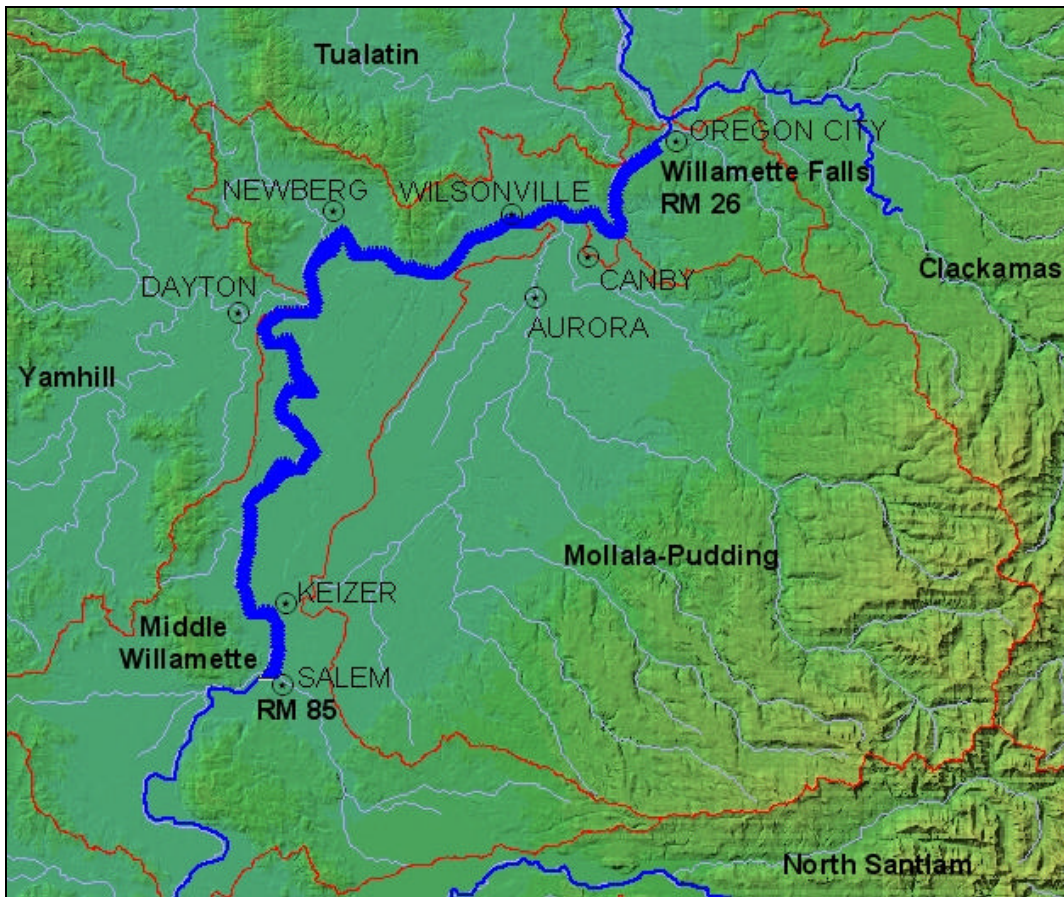 Tualatin
OREGON CITY
Willamette Falls
RM 26
NEWBERG
WILSONVILLE
Clackamas
CANBY
DAYTON
AURORA
Yamhill
Mollala-Pudding
KEIZER
Middle
Willamette
SALEM
RM 85
North Santiam